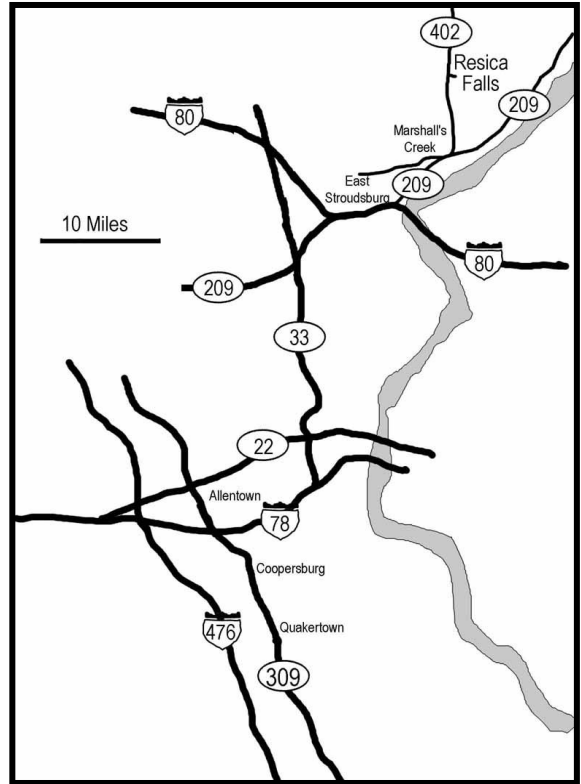 402
Resica
Falls
209
80
Marshall's
Creek
East
Stroudsburg
209
10 Miles
80
209
33
22
Allentown
78
Coopersburg
476
Quakertown
309